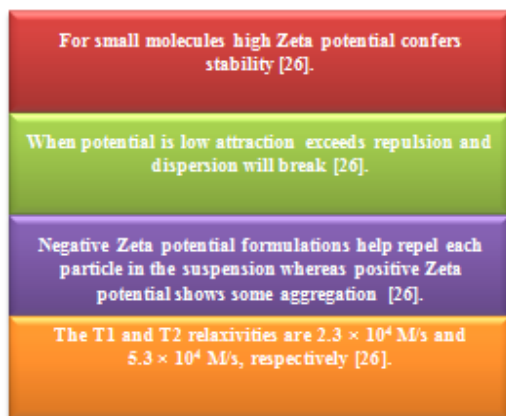 For small molecules high Zeta potential confers
stability [26].
When potential is low attraction exceeds repulsion and
dispersion will break [26].
Negative Zeta potential formulations help repel each
particle in the suspension whereas positive Zeta
potential shows some aggregation [26].
The T1 and T2 relaxivities are 2.3 × 10⁴ M/s and
5.3 × 10⁴ M/s, respectively [26].